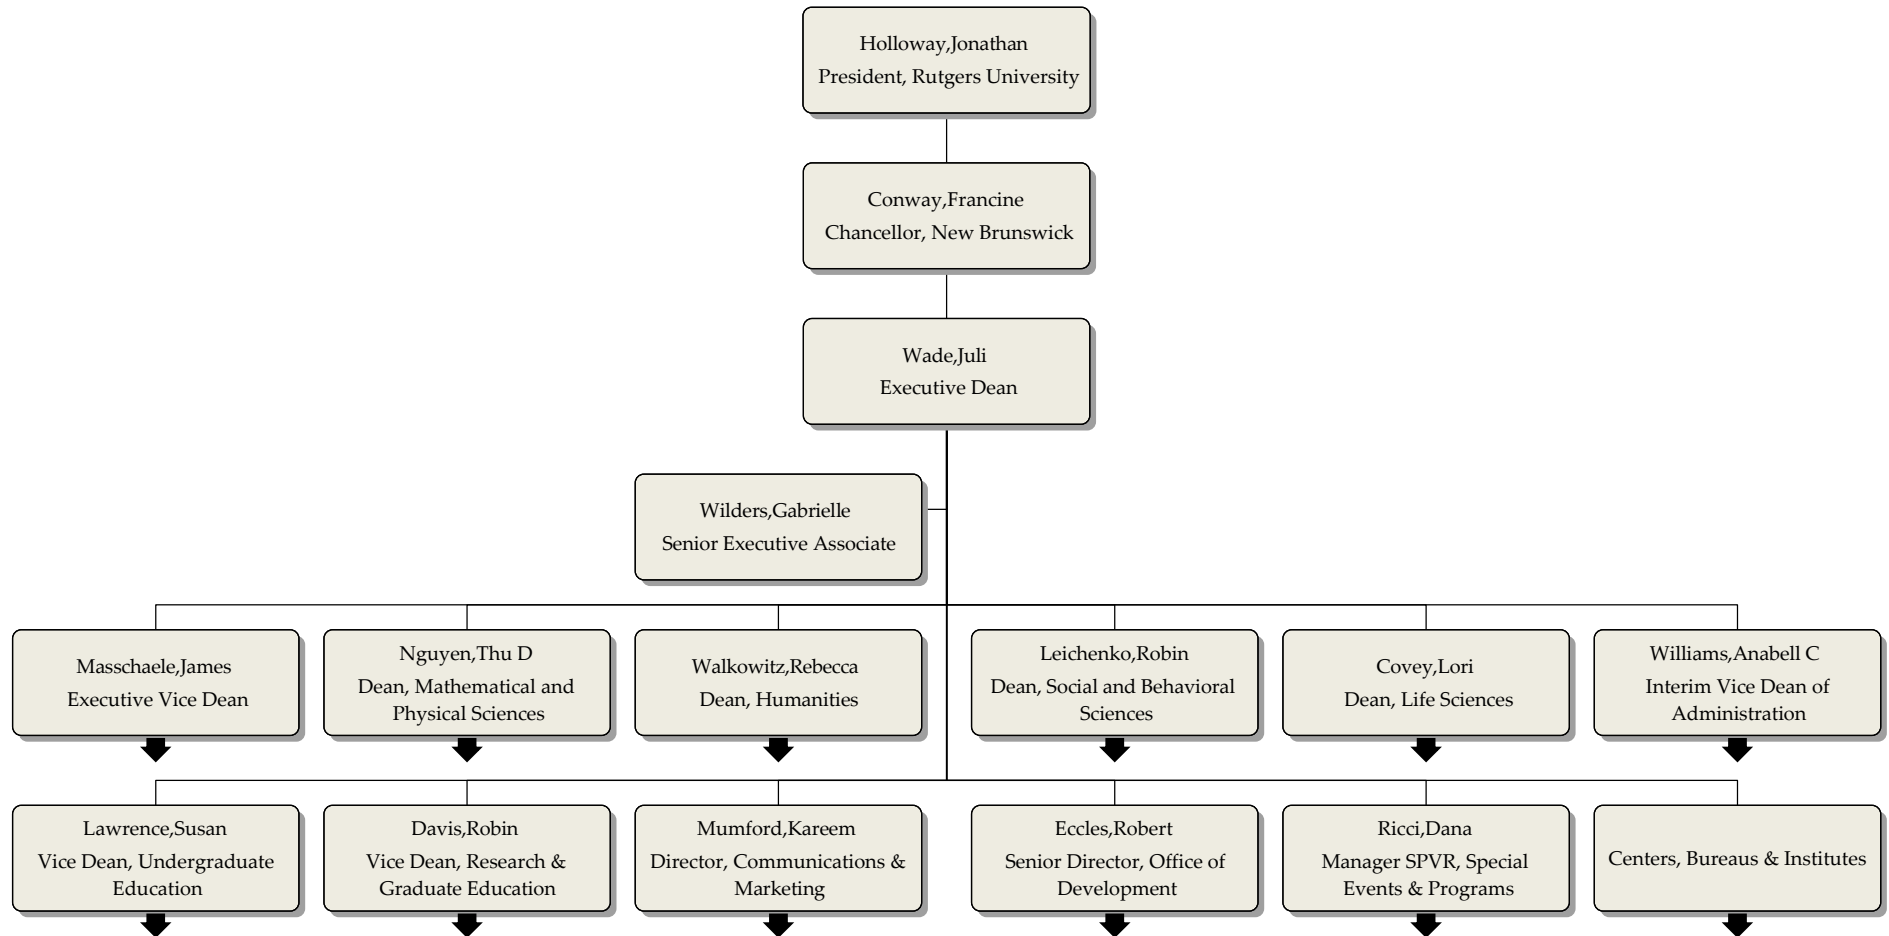 Holloway,Jonathan
President, Rutgers University
Conway,Francine
Chancellor, New Brunswick
Wade,Juli
Executive Dean
Wilders,Gabrielle
Senior Executive Associate
Masschaele,James
Executive Vice Dean
Nguyen,Thu D
Dean, Mathematical and
Physical Sciences
Walkowitz,Rebecca
Dean, Humanities
Leichenko,Robin
Dean, Social and Behavioral
Sciences
Covey,Lori
Dean, Life Sciences
Williams,Anabell C
Interim Vice Dean of
Administration
Lawrence,Susan
Vice Dean, Undergraduate
Education
Davis,Robin
Vice Dean, Research &
Graduate Education
Mumford,Kareem
Director, Communications &
Marketing
Eccles,Robert
Senior Director, Office of
Development
Ricci,Dana
Manager SPVR, Special
Events & Programs
Centers, Bureaus & Institutes